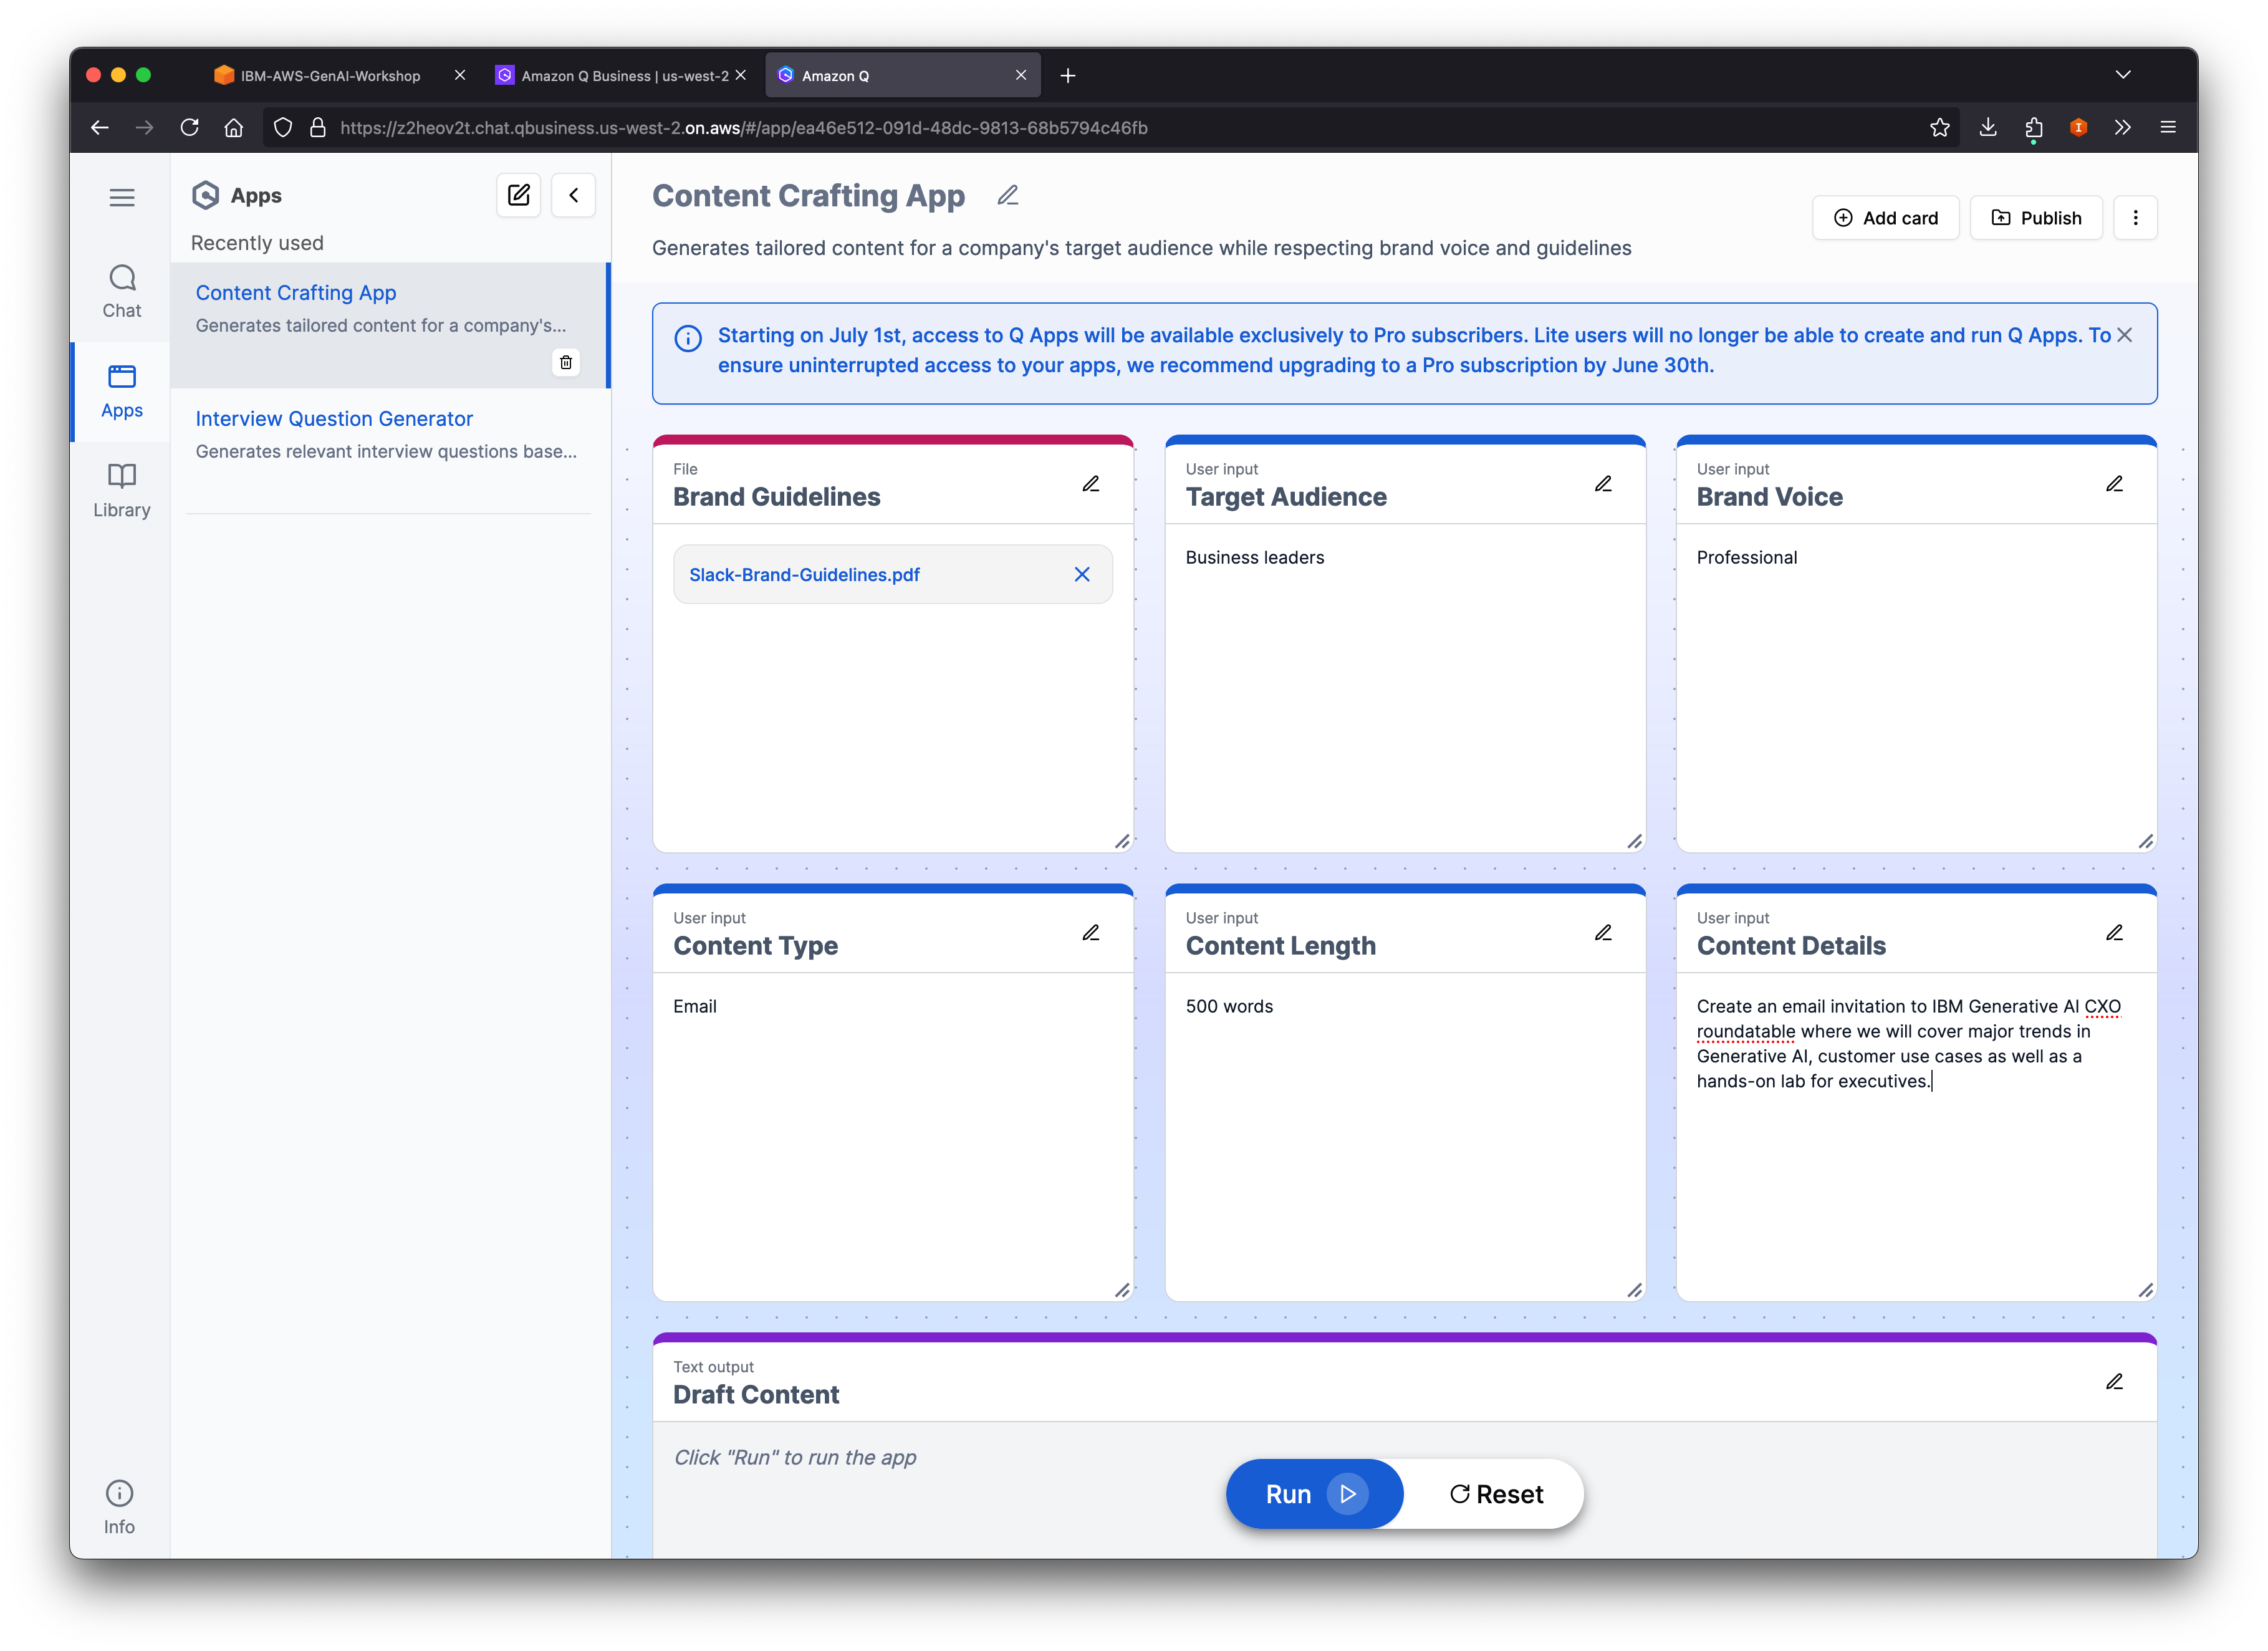 IBM-AWS-GenAI-Workshop
Amazon Q Business | us-west-2
Amazon Q
https://z2heov2t.chat.qbusiness.us-west-2.on.aws/#/app/ea46e512-091d-48dc-9813-68b5794c46fb
Chat
Apps
Library
Info
Apps
Recently used
Content Crafting App
Generates tailored content for a company's...
Interview Question Generator
Generates relevant interview questions base...
Content Crafting App
Generates tailored content for a company's target audience while respecting brand voice and guidelines
Add card
Publish
Starting on July 1st, access to Q Apps will be available exclusively to Pro subscribers. Lite users will no longer be able to create and run Q Apps. To
ensure uninterrupted access to your apps, we recommend upgrading to a Pro subscription by June 30th.
File
Brand Guidelines
Slack-Brand-Guidelines.pdf
User input
Target Audience
Business leaders
User input
Brand Voice
Professional
User input
Content Type
Email
User input
Content Length
500 words
User input
Content Details
Create an email invitation to IBM Generative AI CXO
roundatable where we will cover major trends in
Generative AI, customer use cases as well as a
hands-on lab for executives.
Text output
Draft Content
Click "Run" to run the app
Run
Reset